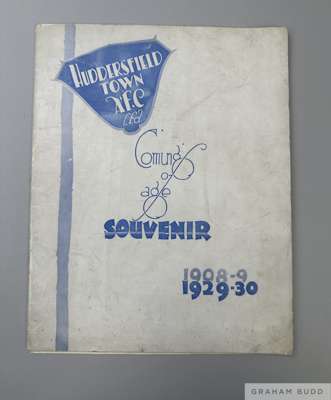 HUDDERSFIELD
TOWN
A.F.C
Ltd
Coming
of
age
SOUVENIR
1908-9
1929-30
GRAHAM BUDD